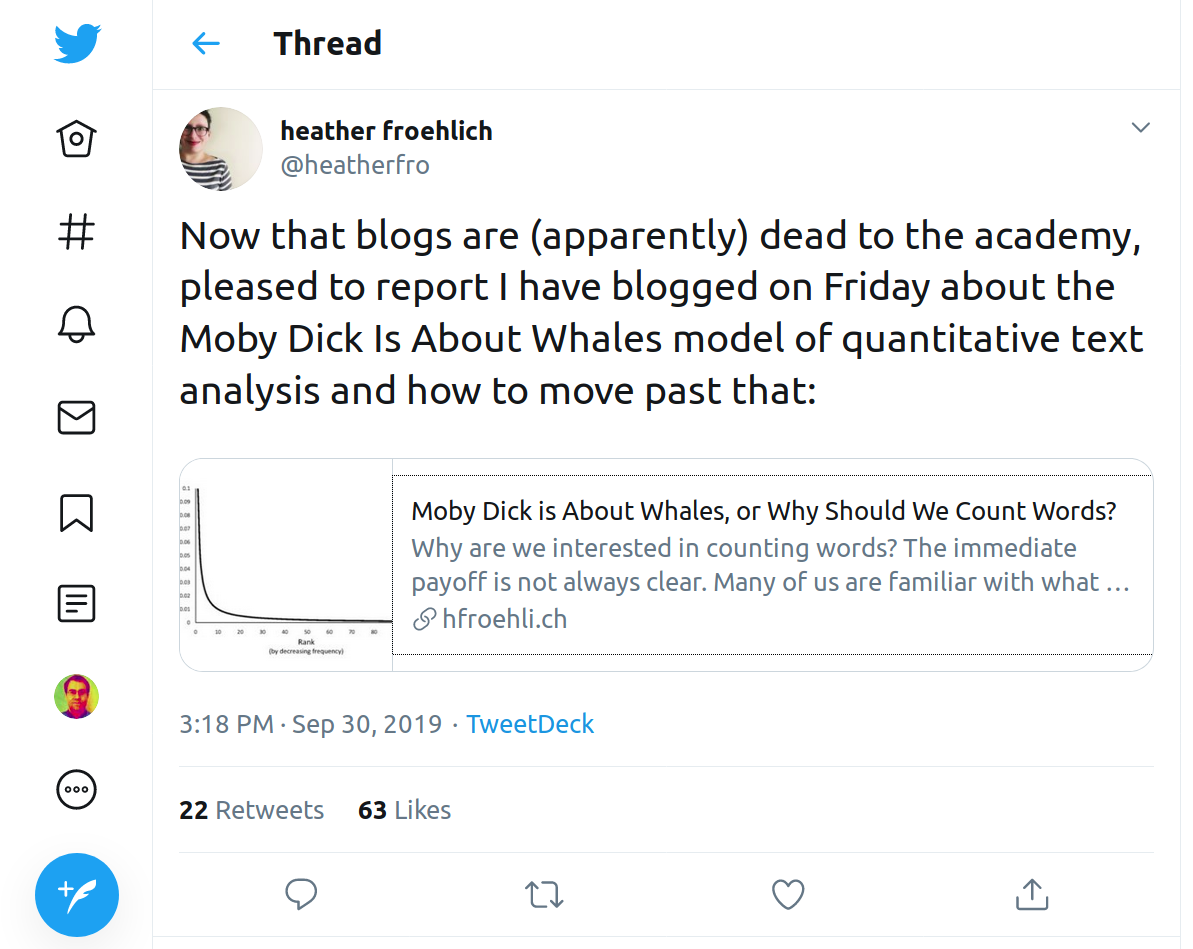 Thread
heather froehlich
@heatherfro
Now that blogs are (apparently) dead to the academy,
pleased to report I have blogged on Friday about the
Moby Dick Is About Whales model of quantitative text
analysis and how to move past that:
0.1
0.09
0.08
0.07
0.06
0.05
0.04
0.03
0.02
0.01
0
0 10 20 30 40 50 60 70 80
Rank
(by decreasing frequency)
Moby Dick is About Whales, or Why Should We Count Words?
Why are we interested in counting words? The immediate
payoff is not always clear. Many of us are familiar with what …
hfroehli.ch
3:18 PM · Sep 30, 2019 · TweetDeck
22 Retweets 63 Likes